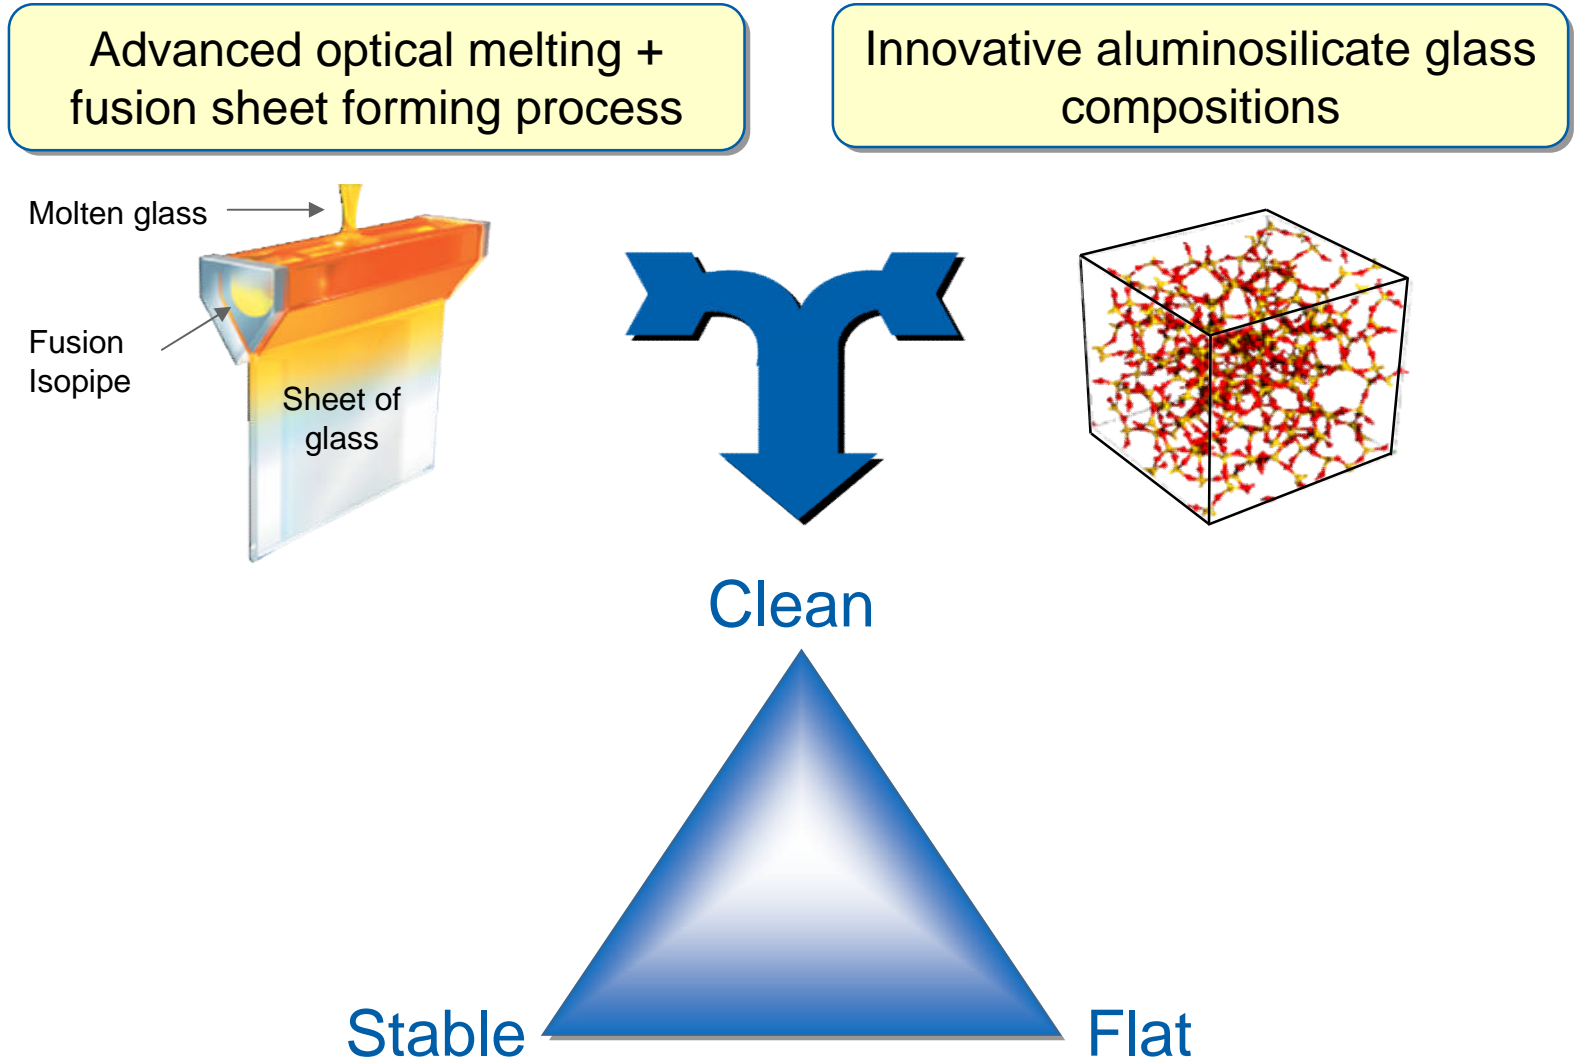 Advanced optical melting +
fusion sheet forming process
Innovative aluminosilicate glass
compositions
Molten glass
Fusion
Isopipe
Sheet of
glass
Clean
Stable
Flat